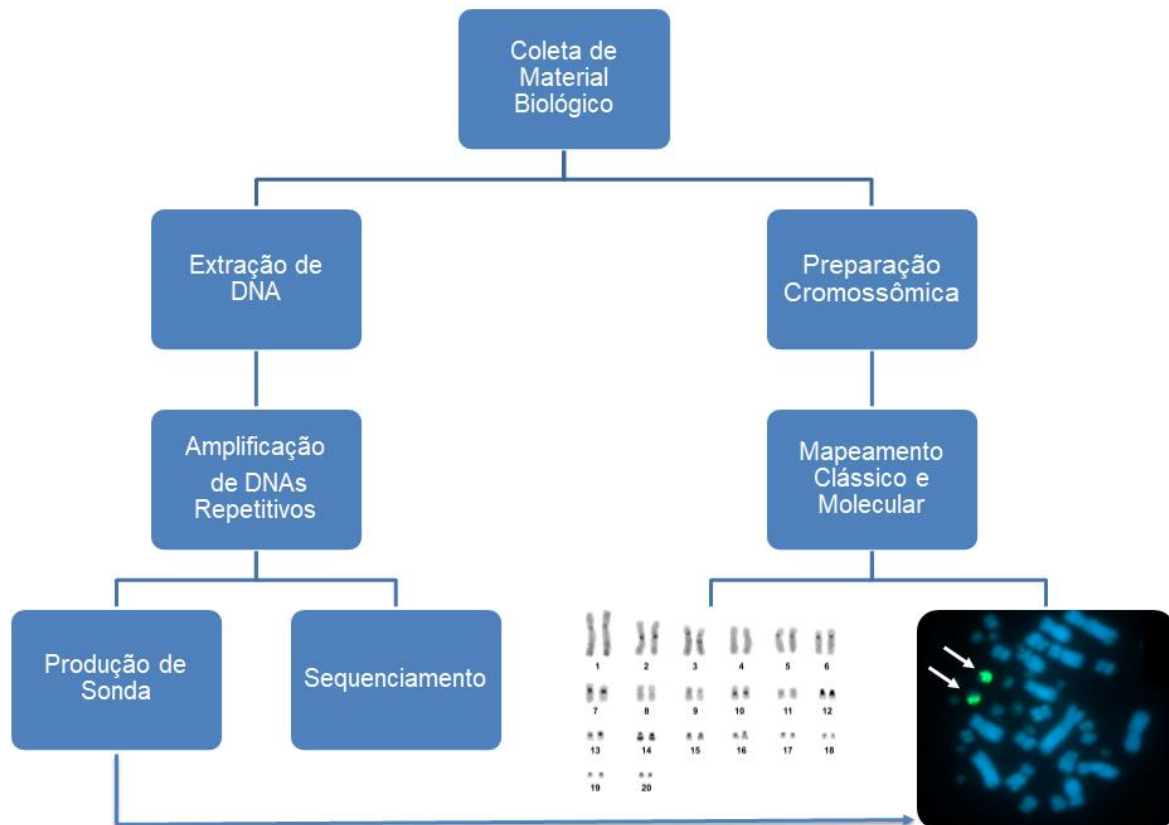 Coleta de
Material
Biológico
Extração de
DNA
Preparação
Cromossômica
Amplificação
de DNAs
Repetitivos
Mapeamento
Clássico e
Molecular
Produção de
Sonda
Sequenciamento
1 2 3 4 5 6
7 8 9 10 11 12
13 14 15 16 17 18
19 20